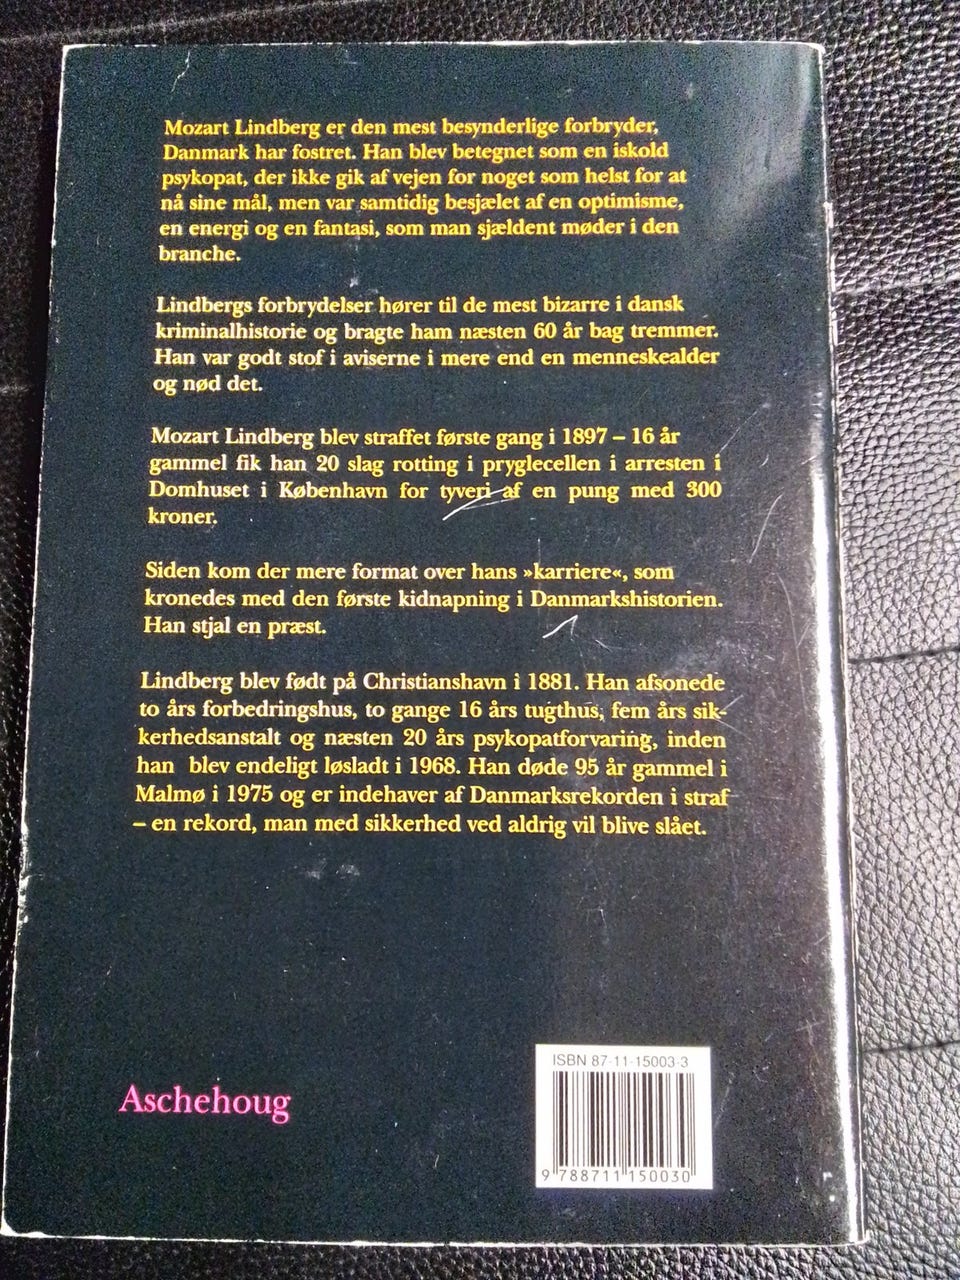 Mozart Lindberg er den mest besynderlige forbryder,
Danmark har fostret. Han blev betegnet som en iskold
psykopat, der ikke gik af vejen for noget som helst for at
nå sine mål, men var samtidig besjælet af en optimisme,
en energi og en fantasi, som man sjældent møder i den
branche.
Lindbergs forbrydelser hører til de mest bizarre i dansk
kriminalhistorie og bragte ham næsten 60 år bag tremmer.
Han var godt stof i aviserne i mere end en menneskealder
og nød det.
Mozart Lindberg blev straffet første gang i 1897 – 16 år
gammel fik han 20 slag rotting i pryglecellen i arresten i
Domhuset i København for tyveri af en pung med 300
kroner.
Siden kom der mere format over hans »karriere«, som
kronedes med den første kidnapning i Danmarkshistorien.
Han stjal en præst.
Lindberg blev født på Christianshavn i 1881. Han afsonede
to års forbedringshus, to gange 16 års tugthus, fem års sik-
kerhedsanstalt og næsten 20 års psykopatforvaring, inden
han blev endeligt løsladt i 1968. Han døde 95 år gammel i
Malmø i 1975 og er indehaver af Danmarksrekorden i straf
– en rekord, man med sikkerhed ved aldrig vil blive slået.
ISBN 87-11-15003-3
Aschehoug
9 788711 150030